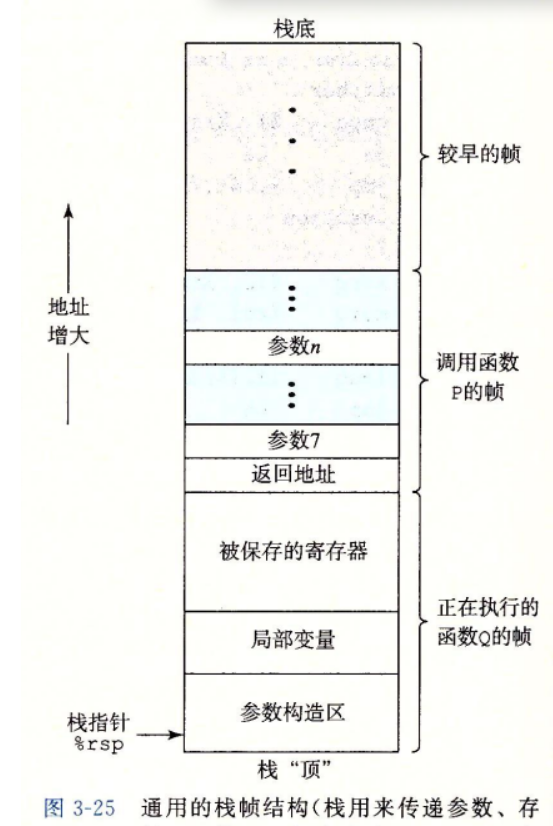 栈底
较早的帧
地址
增大
参数n
调用函数
P的帧
参数7
返回地址
被保存的寄存器
正在执行的
函数Q的帧
局部变量
参数构造区
栈指针
%rsp
栈“顶”
图 3-25 通用的栈帧结构(栈用来传递参数、存